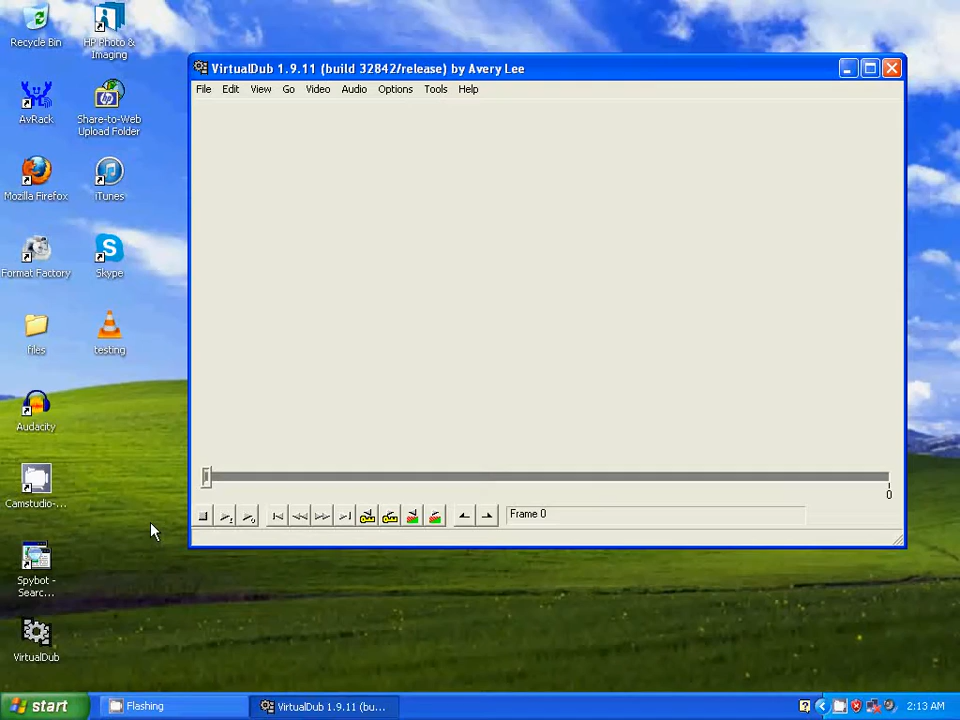 Recycle Bin
HP Photo &
Imaging
AvRack
Share-to-Web
Upload Folder
Mozilla Firefox
iTunes
Format Factory
Skype
files
testing
Audacity
Camstudio-...
Spybot -
Searc...
VirtualDub
VirtualDub 1.9.11 (build 32842/release) by Avery Lee
File Edit View Go Video Audio Options Tools Help
0
Frame 0
start
Flashing
VirtualDub 1.9.11 (bu...
2:13 AM